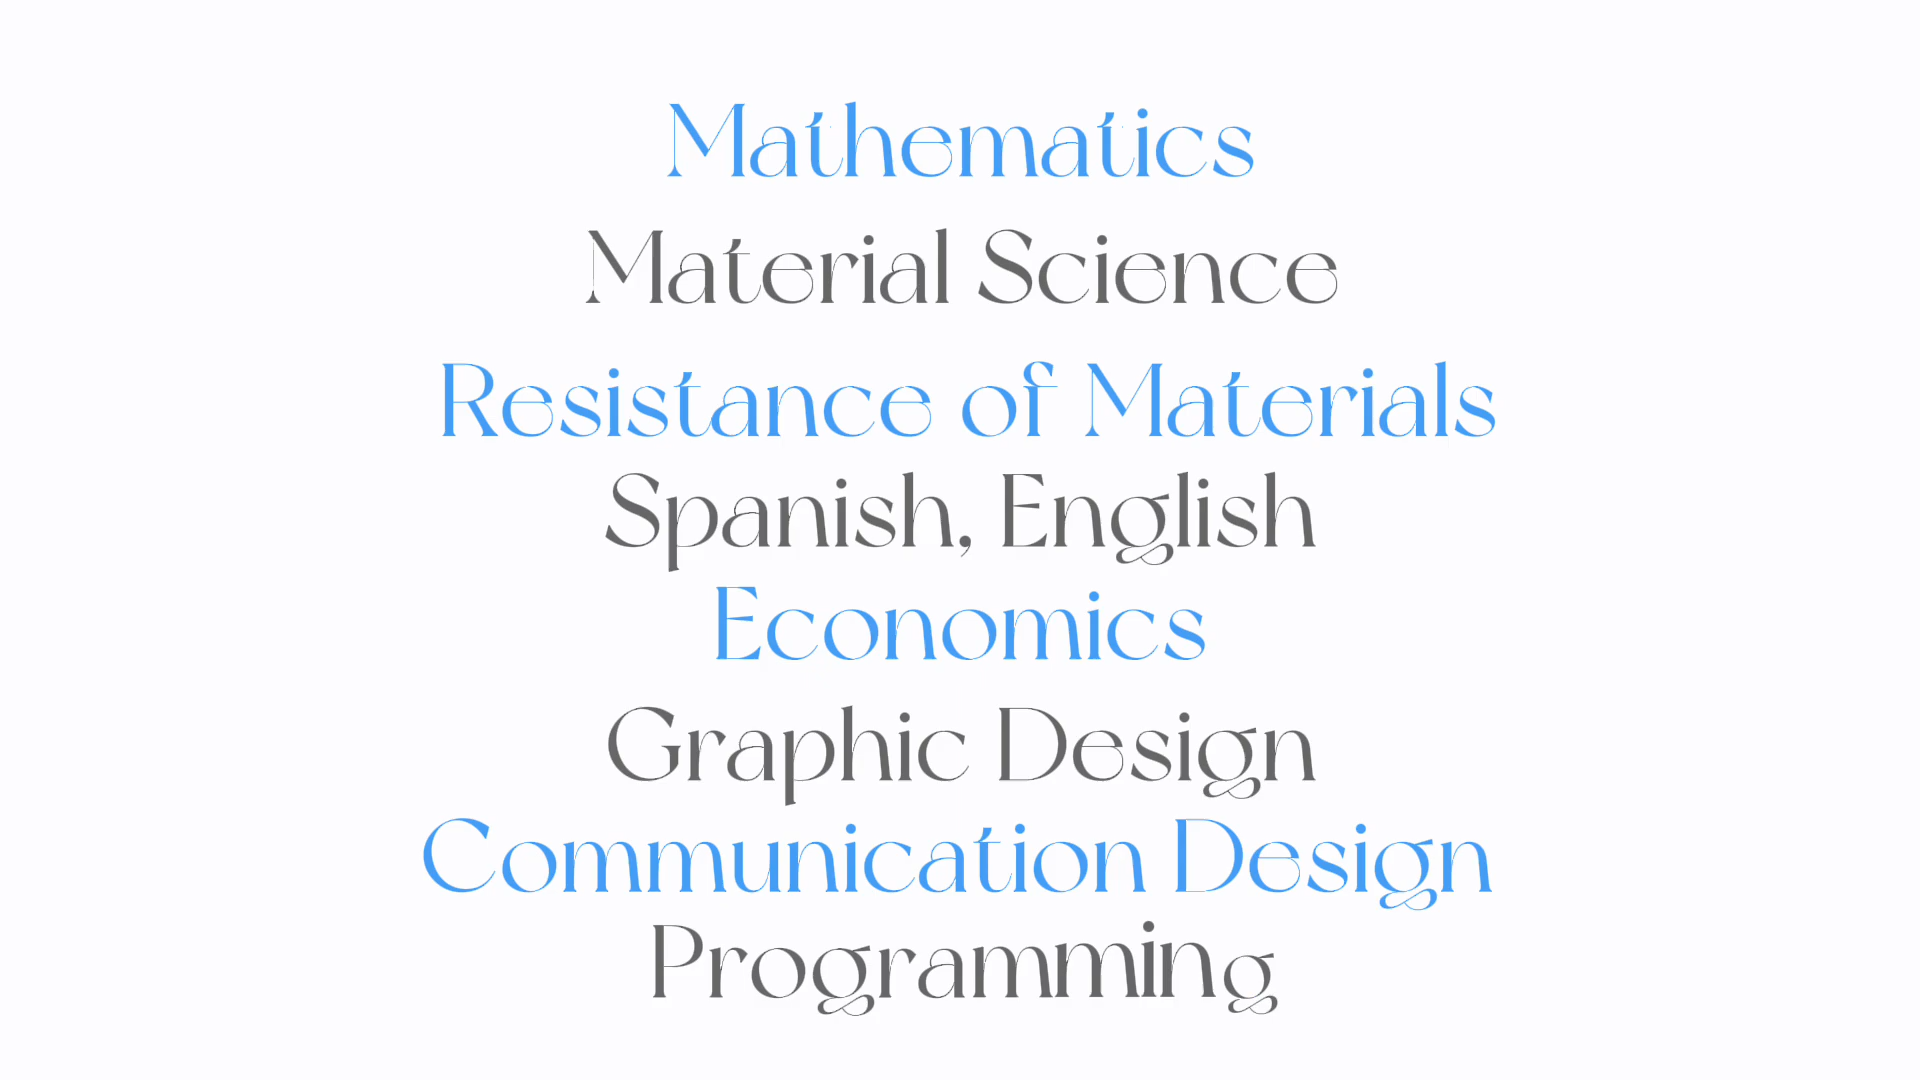 Mathematics
Material Science
Resistance of Materials
Spanish, English
Economics
Graphic Design
Communication Design
Programming